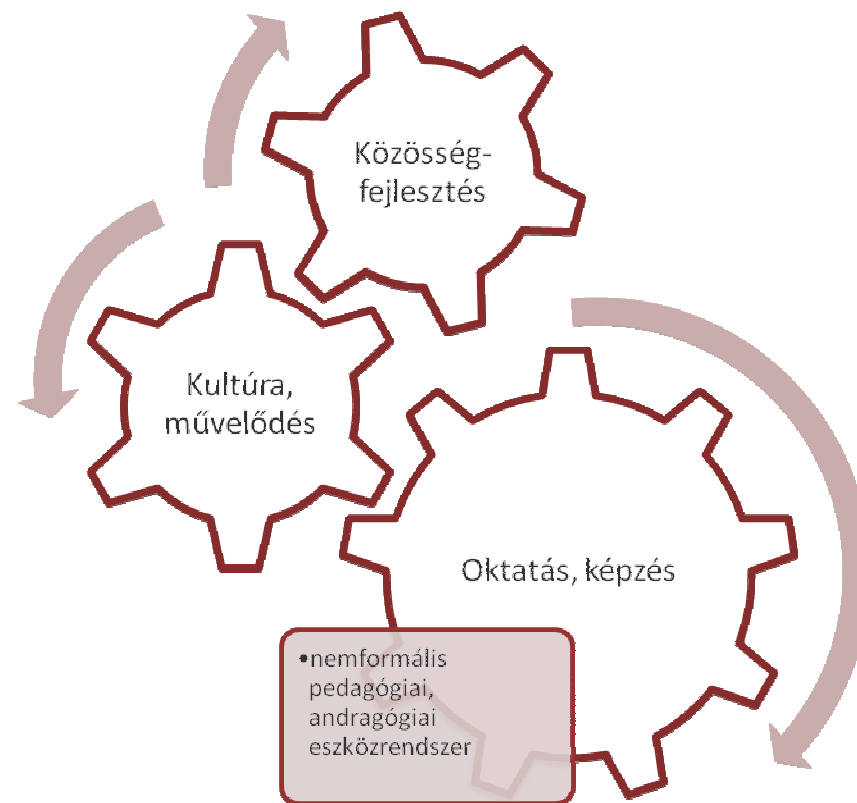 Közösség-
fejlesztés
Kultúra,
művelődés
Oktatás, képzés
•nemformális
pedagógiai,
andragógiai
eszközrendszer